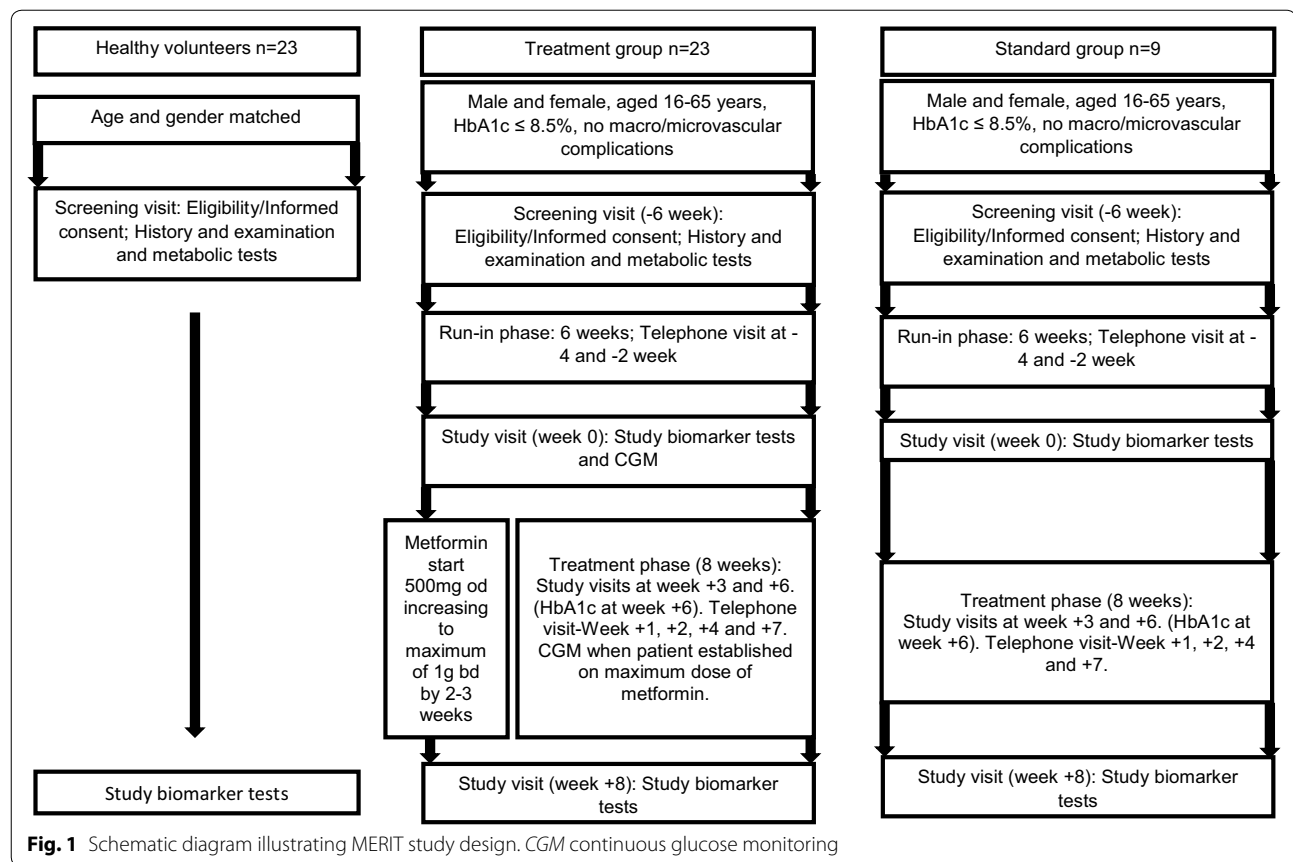 Healthy volunteers n=23
Age and gender matched
Screening visit: Eligibility/Informed
consent; History and examination
and metabolic tests
Study biomarker tests
Treatment group n=23
Male and female, aged 16-65 years,
HbA1c ≤ 8.5%, no macro/microvascular
complications
Screening visit (-6 week):
Eligibility/Informed consent; History and
examination and metabolic tests
Run-in phase: 6 weeks; Telephone visit at -
4 and -2 week
Study visit (week 0): Study biomarker tests
and CGM
Metformin
start
500mg od
increasing
to
maximum
of 1g bd
by 2-3
weeks
Treatment phase (8 weeks):
Study visits at week +3 and +6.
(HbA1c at week +6). Telephone
visit-Week +1, +2, +4 and +7.
CGM when patient established
on maximum dose of
metformin.
Study visit (week +8): Study biomarker
tests
Standard group n=9
Male and female, aged 16-65 years,
HbA1c ≤ 8.5%, no macro/microvascular
complications
Screening visit (-6 week):
Eligibility/Informed consent; History and
examination and metabolic tests
Run-in phase: 6 weeks; Telephone visit at -
4 and -2 week
Study visit (week 0): Study biomarker tests
Treatment phase (8 weeks):
Study visits at week +3 and +6. (HbA1c at
week +6). Telephone visit-Week +1, +2, +4
and +7.
Study visit (week +8): Study biomarker
tests
Fig. 1 Schematic diagram illustrating MERIT study design. CGM continuous glucose monitoring